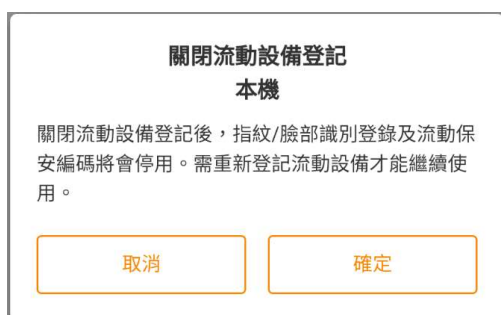 關閉流動設備登記
本機
關閉流動設備登記後，指紋/臉部識別登錄及流動保
安編碼將會停用。需重新登記流動設備才能繼續使
用。
取消
確定